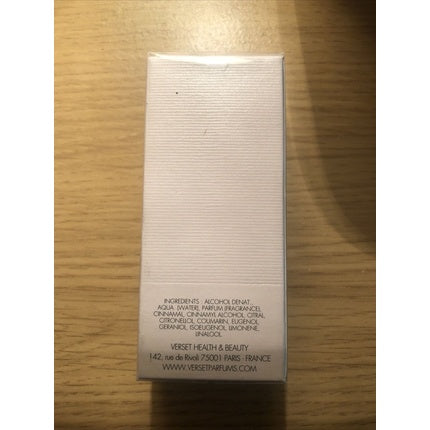 INGREDIENTS : ALCOHOL DENAT.,
AQUA (WATER), PARFUM (FRAGRANCE),
CINNAMAL, CINNAMYL ALCOHOL, CITRAL,
CITRONELLOL, COUMARIN, EUGENOL,
GERANIOL, ISOEUGENOL, LIMONENE,
LINALOOL.
VERSET HEALTH & BEAUTY
142, rue de Rivoli 75001 PARIS - FRANCE
WWW.VERSETPARFUMS.COM